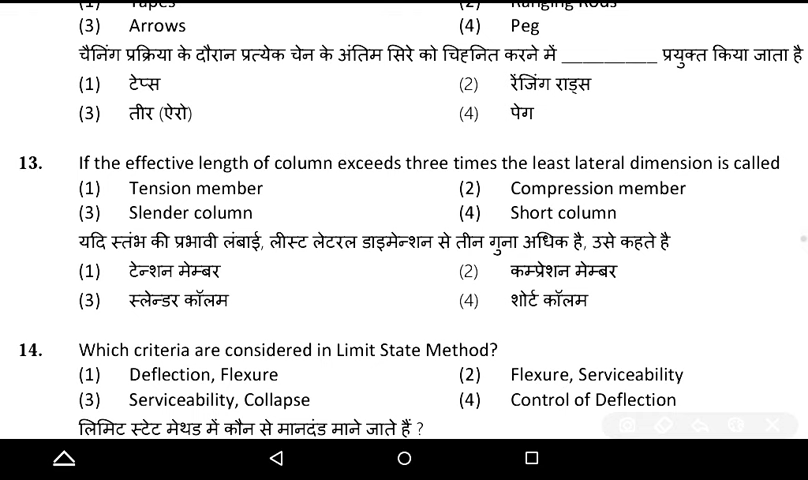 (3) Arrows (4) Peg
चैनिंग प्रक्रिया के दौरान प्रत्येक चेन के अंतिम सिरे को चिह्नित करने में ____________ प्रयुक्त किया जाता है
(1) टेप्स (2) रेंजिंग राड्स
(3) तीर (ऐरो) (4) पेग
13. If the effective length of column exceeds three times the least lateral dimension is called
(1) Tension member (2) Compression member
(3) Slender column (4) Short column
यदि स्तंभ की प्रभावी लंबाई, लीस्ट लेटरल डाइमेन्शन से तीन गुना अधिक है, उसे कहते है
(1) टेन्शन मेम्बर (2) कम्प्रेशन मेम्बर
(3) स्लेन्डर कॉलम (4) शोर्ट कॉलम
14. Which criteria are considered in Limit State Method?
(1) Deflection, Flexure (2) Flexure, Serviceability
(3) Serviceability, Collapse (4) Control of Deflection
लिमिट स्टेट मेथड में कौन से मानदंड माने जाते हैं ?